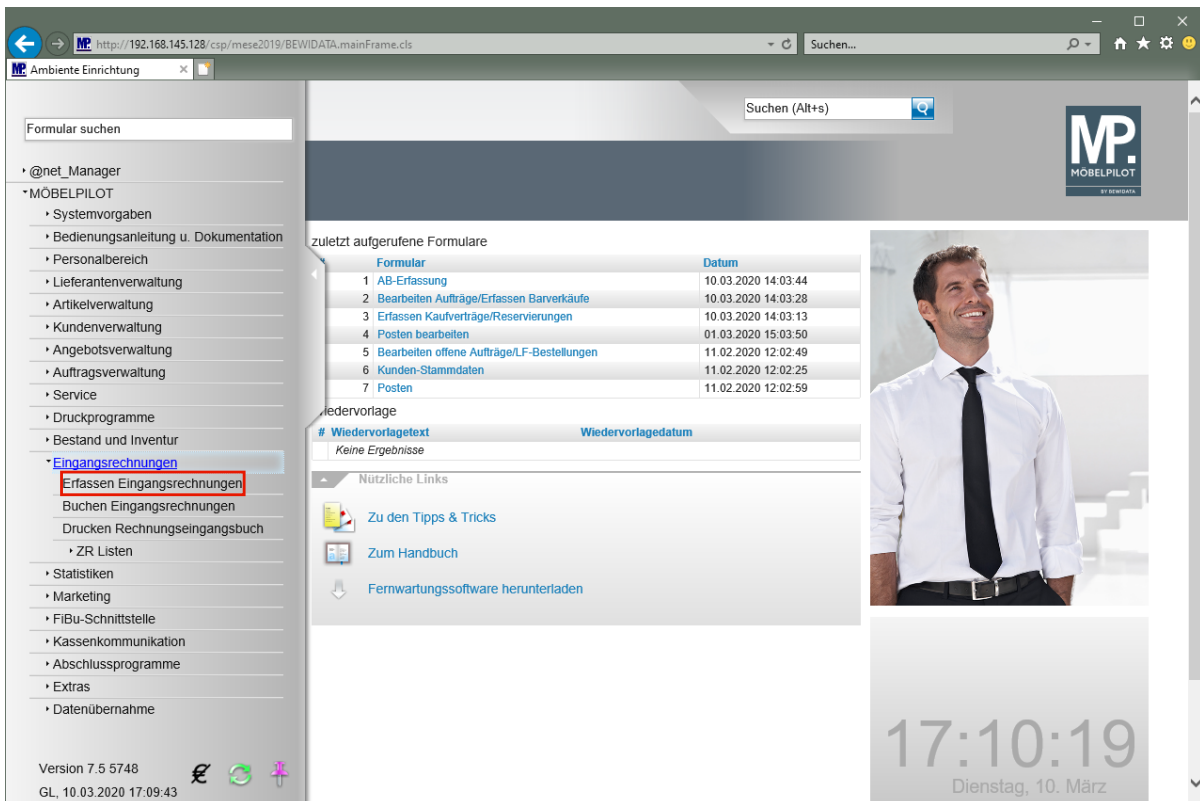 http://192.168.145.128/csp/mese2019/BEWIDATA.mainFrame.cls
Suchen...
MP. Ambiente Einrichtung
Formular suchen
@net_Manager
MÖBELPILOT
Systemvorgaben
Bedienungsanleitung u. Dokumentation
Personalbereich
Lieferantenverwaltung
Artikelverwaltung
Kundenverwaltung
Angebotsverwaltung
Auftragsverwaltung
Service
Druckprogramme
Bestand und Inventur
Eingangsrechnungen
Erfassen Eingangsrechnungen
Buchen Eingangsrechnungen
Drucken Rechnungseingangsbuch
ZR Listen
Statistiken
Marketing
FiBu-Schnittstelle
Kassenkommunikation
Abschlussprogramme
Extras
Datenübernahme
Version 7.5 5748
GL, 10.03.2020 17:09:43
Suchen (Alt+s)
MP.
MÖBELPILOT
BY BEWIDATA
zuletzt aufgerufene Formulare
Formular Datum
1 AB-Erfassung 10.03.2020 14:03:44
2 Bearbeiten Aufträge/Erfassen Barverkäufe 10.03.2020 14:03:28
3 Erfassen Kaufverträge/Reservierungen 10.03.2020 14:03:13
4 Posten bearbeiten 01.03.2020 15:03:50
5 Bearbeiten offene Aufträge/LF-Bestellungen 11.02.2020 12:02:49
6 Kunden-Stammdaten 11.02.2020 12:02:25
7 Posten 11.02.2020 12:02:59
iedervorlage
# Wiedervorlagetext Wiedervorlagedatum
Keine Ergebnisse
Nützliche Links
Zu den Tipps & Tricks
Zum Handbuch
Fernwartungssoftware herunterladen
17:10:19
Dienstag, 10. März